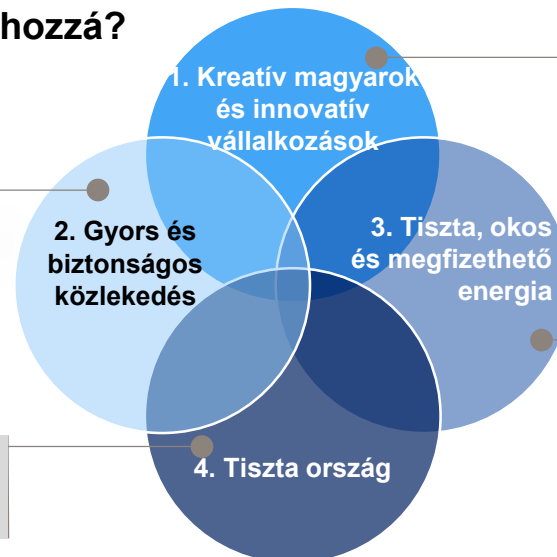 hozzá?
1. Kreatív magyarok
és innovatív
vállalkozások
2. Gyors és
biztonságos
közlekedés
3. Tiszta, okos
és megfizethető
energia
4. Tiszta ország